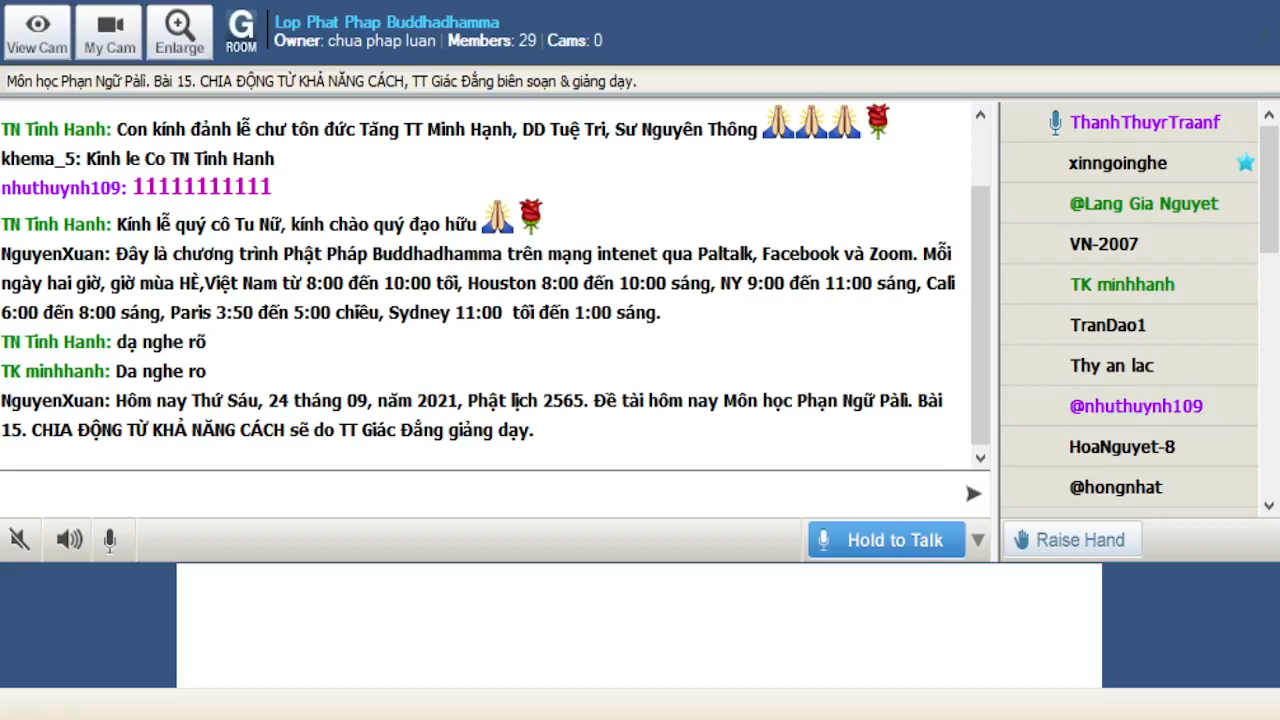 View Cam
My Cam
Enlarge
G
ROOM
Lop Phat Phap Buddhadhamma
Owner: chua phap luan | Members: 29 | Cams: 0
Môn học Phạn Ngữ Pàlì. Bài 15. CHIA ĐỘNG TỪ KHẢ NĂNG CÁCH, TT Giác Đẳng biên soạn & giảng dạy.
TN Tinh Hanh: Con kính đảnh lễ chư tôn đức Tăng TT Minh Hạnh, DD Tuệ Tri, Sư Nguyên Thông
khema_5: Kinh le Co TN Tinh Hanh
nhuthuynh109: 11111111111
TN Tinh Hanh: Kính lễ quý cô Tu Nữ, kính chào quý đạo hữu
NguyenXuan: Đây là chương trình Phật Pháp Buddhadhamma trên mạng intenet qua Paltalk, Facebook và Zoom. Mỗi
ngày hai giờ, giờ mùa HÈ,Việt Nam từ 8:00 đến 10:00 tối, Houston 8:00 đến 10:00 sáng, NY 9:00 đến 11:00 sáng, Cali
6:00 đến 8:00 sáng, Paris 3:50 đến 5:00 chiều, Sydney 11:00 tối đến 1:00 sáng.
TN Tinh Hanh: dạ nghe rõ
TK minhhanh: Da nghe ro
NguyenXuan: Hôm nay Thứ Sáu, 24 tháng 09, năm 2021, Phật lịch 2565. Đề tài hôm nay Môn học Phạn Ngữ Pàlì. Bài
15. CHIA ĐỘNG TỪ KHẢ NĂNG CÁCH sẽ do TT Giác Đẳng giảng dạy.
ThanhThuyrTraanf
xinngoinghe
@Lang Gia Nguyet
VN-2007
TK minhhanh
TranDao1
Thy an lac
@nhuthuynh109
HoaNguyet-8
@hongnhat
Hold to Talk
Raise Hand